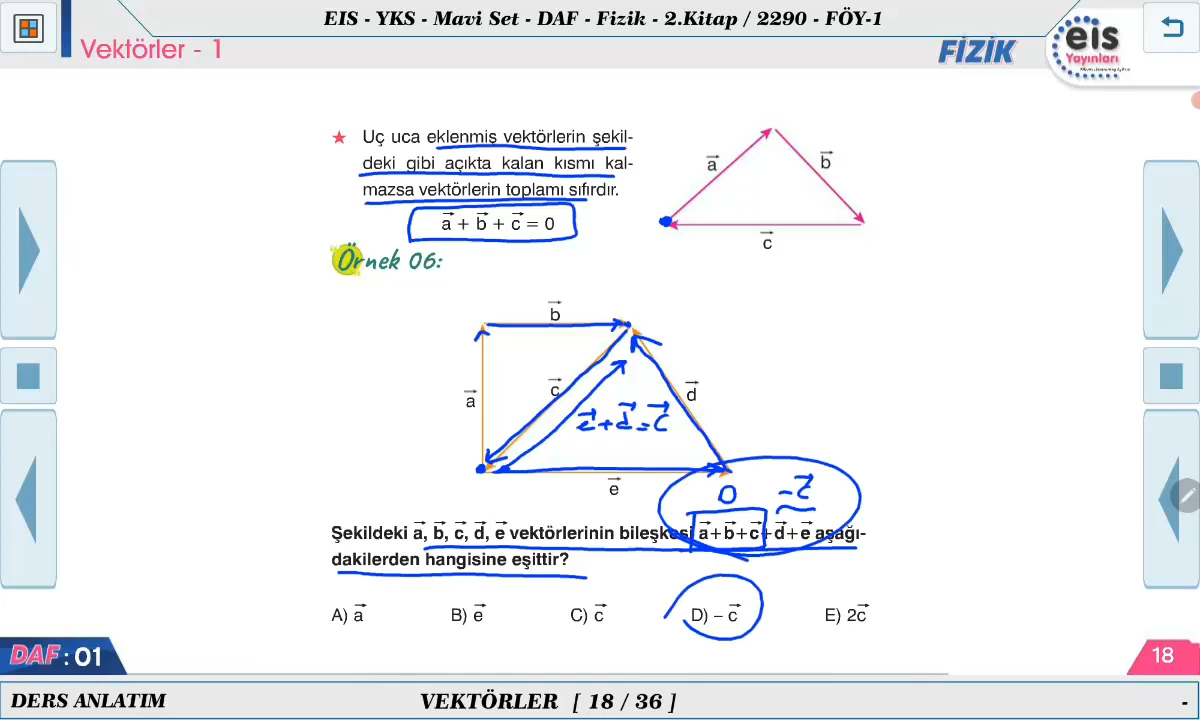 EIS - YKS - Mavi Set - DAF - Fizik - 2.Kitap / 2290 - FÖY-1
Vektörler - 1
FİZİK
eis
Yayınları
★ Uç uca eklenmiş vektörlerin şekil-
deki gibi açıkta kalan kısmı kal-
mazsa vektörlerin toplamı sıfırdır.
a⃗ + b⃗ + c⃗ = 0
a⃗
b⃗
c⃗
Örnek 06:
b⃗
a⃗
c⃗
d⃗
e⃗ + d⃗ = c⃗
e⃗
0 -c⃗
Şekildeki a⃗, b⃗, c⃗, d⃗, e⃗ vektörlerinin bileşkesi a⃗+b⃗+c⃗+d⃗+e⃗ aşağı-
dakilerden hangisine eşittir?
A) a⃗ B) e⃗ C) c⃗ D) – c⃗ E) 2c⃗
DAF : 01
18
DERS ANLATIM VEKTÖRLER [ 18 / 36 ] -